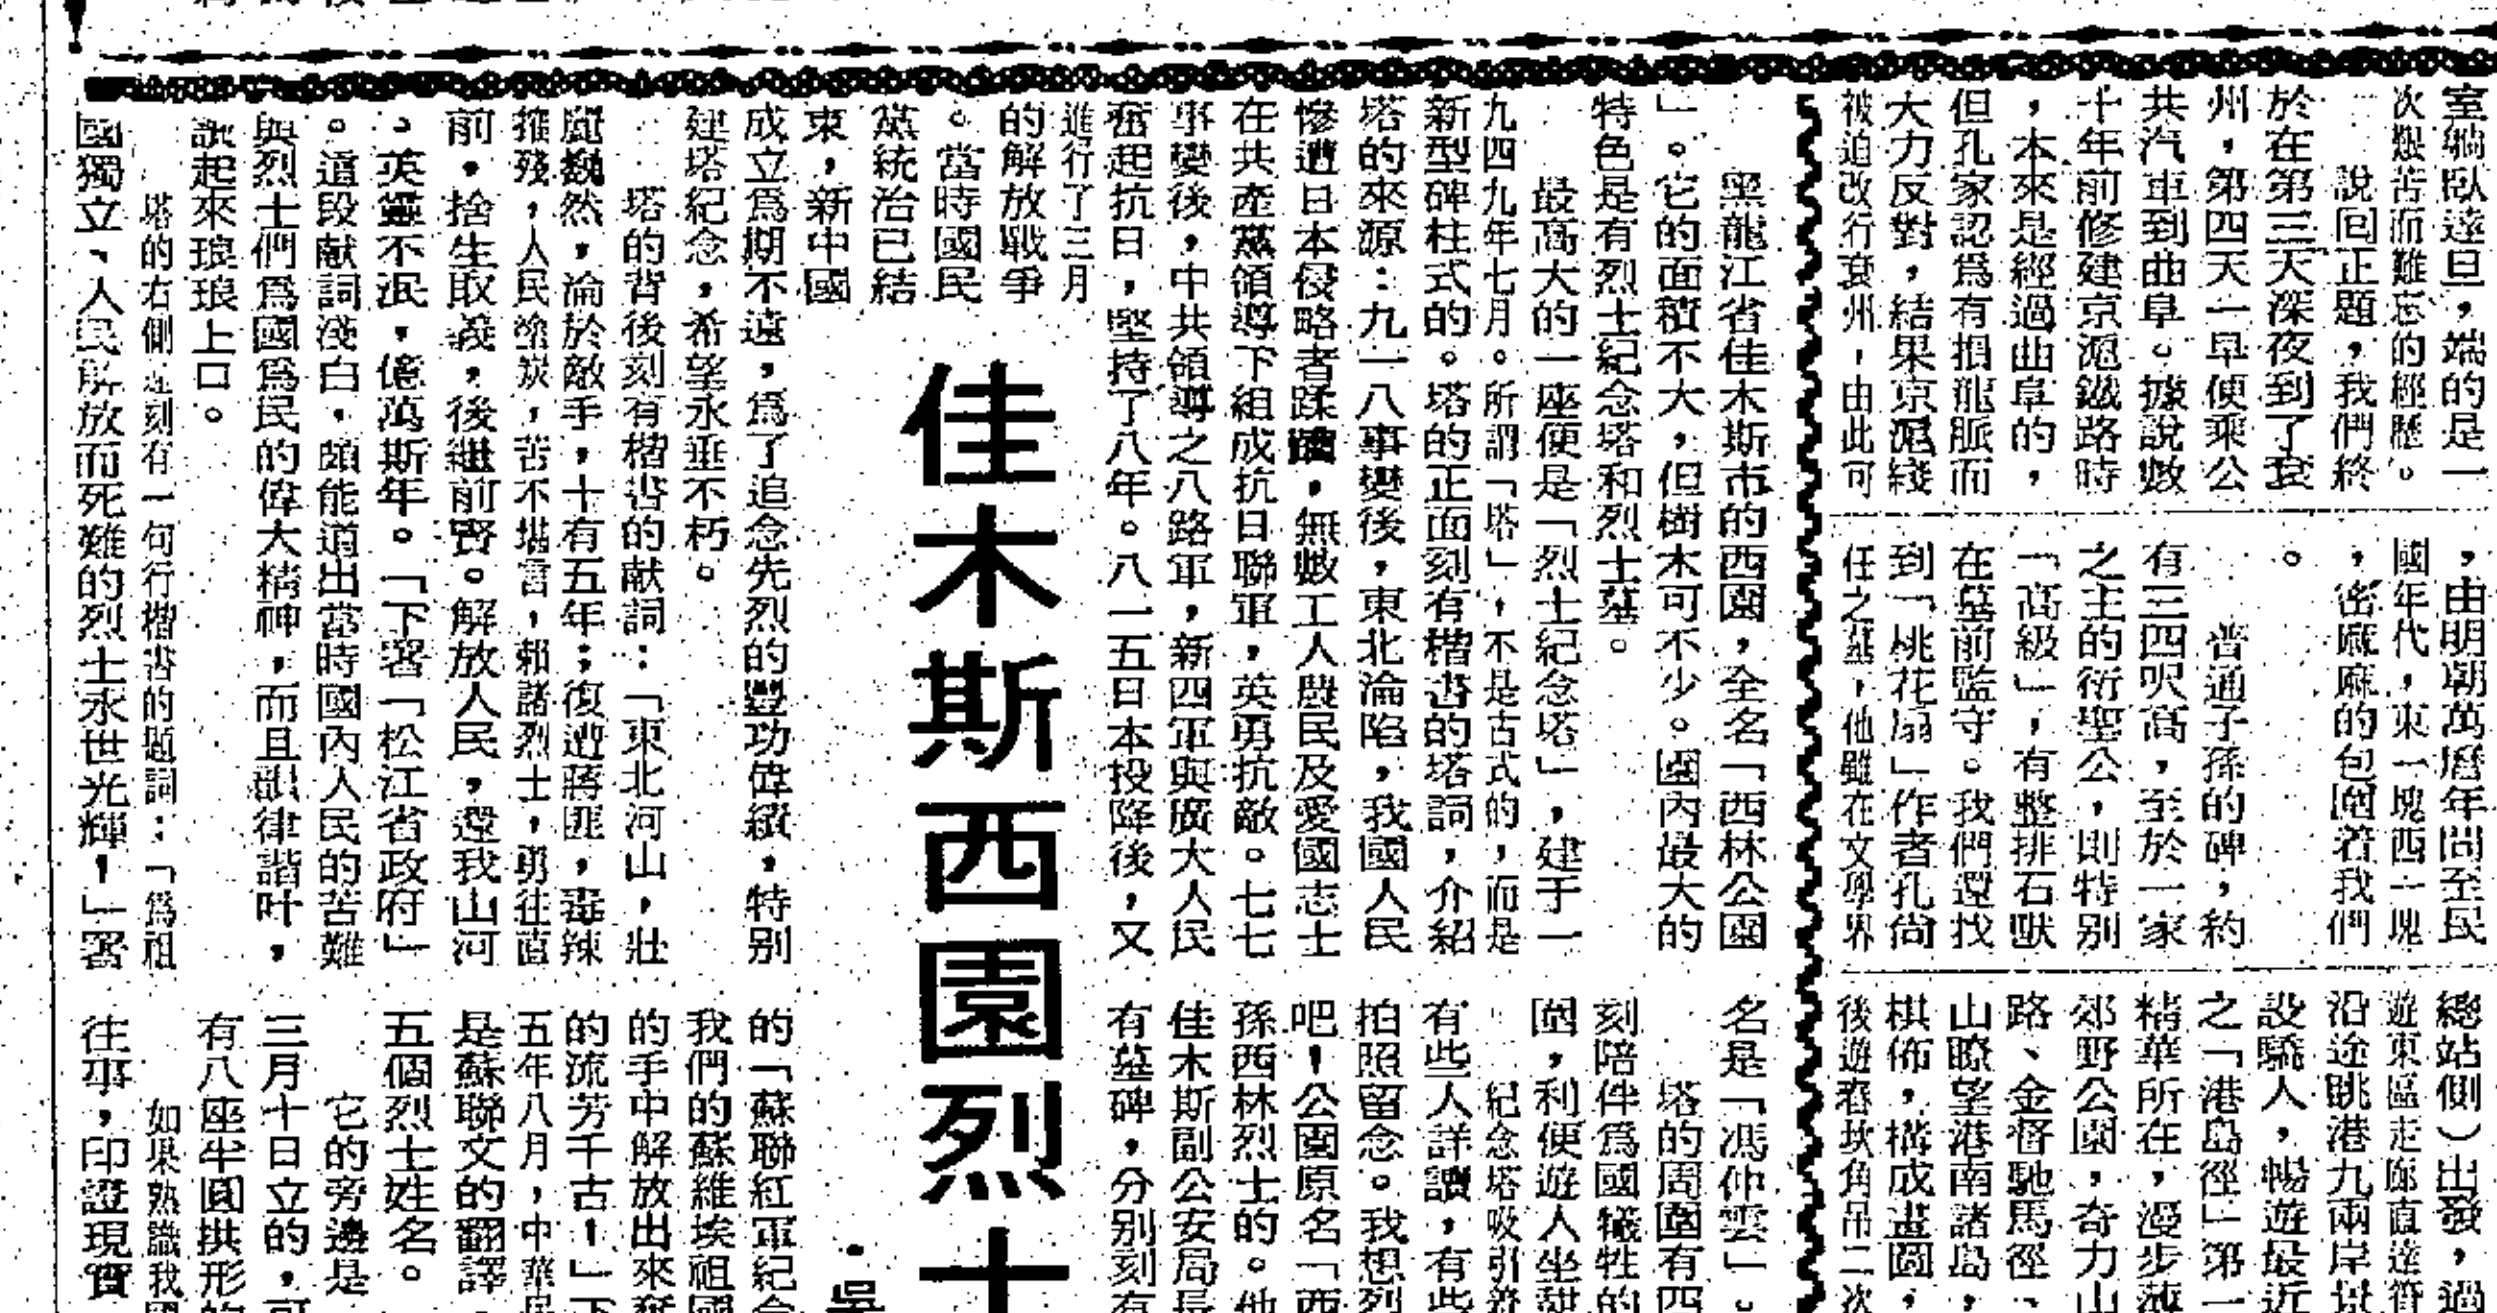 室躺臥達旦，端的是一
次艱苦而難忘的經歷。
說回正題，我們終
於在第三天深夜到了兗
州，第四天一早便乘公
共汽車到曲阜。據說數
十年前修建京滬鐵路時
，本來是經過曲阜的，
但孔家認爲有損龍脈而
大力反對，結果京滬綫
被迫改行兗州，由此可
，由明朝萬曆年間至民
國年代，東一塊西一塊
，密麻麻的包圍着我們
。
普通子孫的碑，約
有三四呎高，至於一家
之主的衍聖公，則特別
「高級」，有整排石獸
在墓前監守。我們還找
到「桃花扇」作者孔尚
任之墓，他雖在文學界
總站側）出發，過
遊東區走廊直達筲
沿途眺港九兩岸景
設驕人，暢遊最近
之「港島徑」第一
精華所在，漫步薄
郊野公園，奇力山
路、金督馳馬徑、
山瞭望港南諸島，
棋佈，構成畫圖，
後遊舂坎角吊二次
佳木斯西園烈士
·吳
黑龍江省佳木斯市的西園，全名「西林公園
」。它的面積不大，但樹木可不少。園內最大的
特色是有烈士紀念塔和烈士墓。
最高大的一座便是「烈士紀念塔」，建于一
九四九年七月。所謂「塔」，不是古式的，而是
新型碑柱式的。塔的正面刻有楷書的塔詞，介紹
塔的來源：九一八事變後，東北淪陷，我國人民
慘遭日本侵略者蹂躪，無數工人農民及愛國志士
在共產黨領導下組成抗日聯軍，英勇抗敵。七七
事變後，中共領導之八路軍，新四軍與廣大人民
奮起抗日，堅持了八年。八一五日本投降後，又
進行了三月
的解放戰爭
。當時國民
黨統治已結
束，新中國
成立爲期不遠，爲了追念先烈的豐功偉績，特別
建塔紀念，希望永垂不朽。
塔的背後刻有楷書的献詞：「東北河山，壯
麗巍然，淪於敵手，十有五年；復遭蔣匪，毒辣
摧殘，人民塗炭，苦不堪言，賴諸烈士，勇往直
前，捨生取義，後繼前賢。解放人民，還我山河
。英靈不泯，億萬斯年。「下署「松江省政府」
。這段献詞淺白，頗能道出當時國內人民的苦難
與烈士們爲國爲民的偉大精神，而且韻律諧叶，
說起來琅琅上口。
塔的右側還刻有一句行楷書的題詞：「爲祖
國獨立、人民解放而死難的烈士永世光輝！」署
名是「馮仲雲」。
塔的周圍有四
刻陪伴爲國犧牲的
園，利便遊人坐甜
紀念塔吸引
有些人詳讀，有些
拍照留念。我想烈
吧！公園原名「西
孫西林烈士的。他
佳木斯副公安局長
有墓碑，分別刻有
的「蘇聯紅軍紀念
我們的蘇維埃祖國
的手中解放出來奮
的流芳千古！」下
五年八月，中華民
是蘇聯文的翻譯，
五個烈士姓名。
它的旁邊是
三月十日立的，可
有八座半圓拱形的
如果熟識我國
往事，印證現實